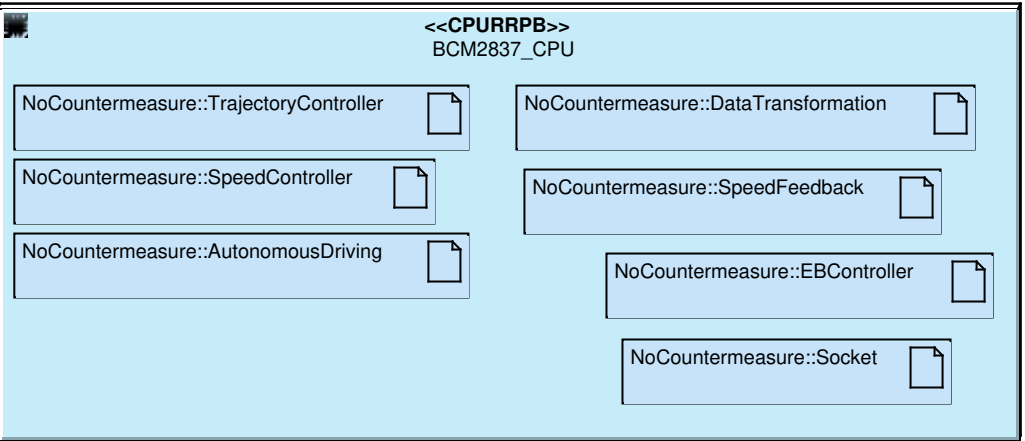 <<CPURRPB>>
BCM2837_CPU
NoCountermeasure::TrajectoryController
NoCountermeasure::DataTransformation
NoCountermeasure::SpeedController
NoCountermeasure::SpeedFeedback
NoCountermeasure::AutonomousDriving
NoCountermeasure::EBController
NoCountermeasure::Socket